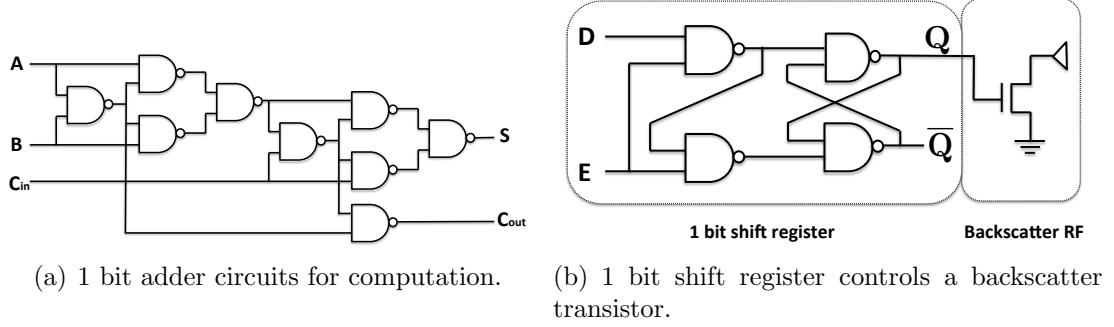 A
B
Cin
S
Cout
(a) 1 bit adder circuits for computation.
D
E
Q
Q
1 bit shift register
Backscatter RF
(b) 1 bit shift register controls a backscatter
transistor.